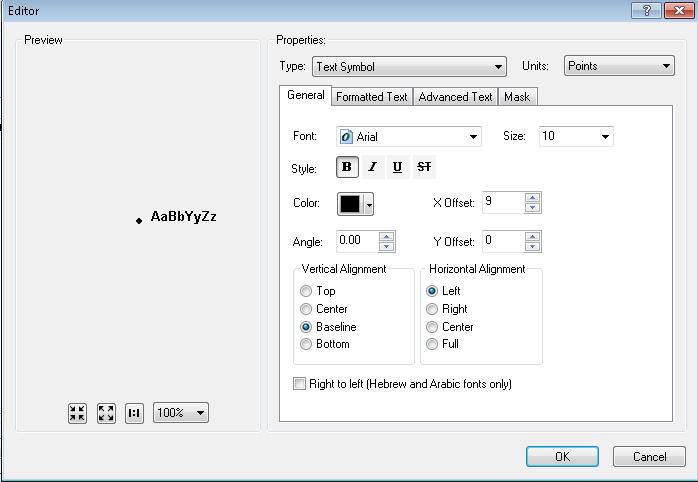 Editor
Preview
AaBbYyZz
100%
Properties:
Type: Text Symbol Units: Points
General Formatted Text Advanced Text Mask
Font: Arial Size: 10
Style: B I U ST
Color: X Offset: 9
Angle: 0.00 Y Offset: 0
Vertical Alignment
Top
Center
Baseline
Bottom
Horizontal Alignment
Left
Right
Center
Full
Right to left (Hebrew and Arabic fonts only)
OK Cancel